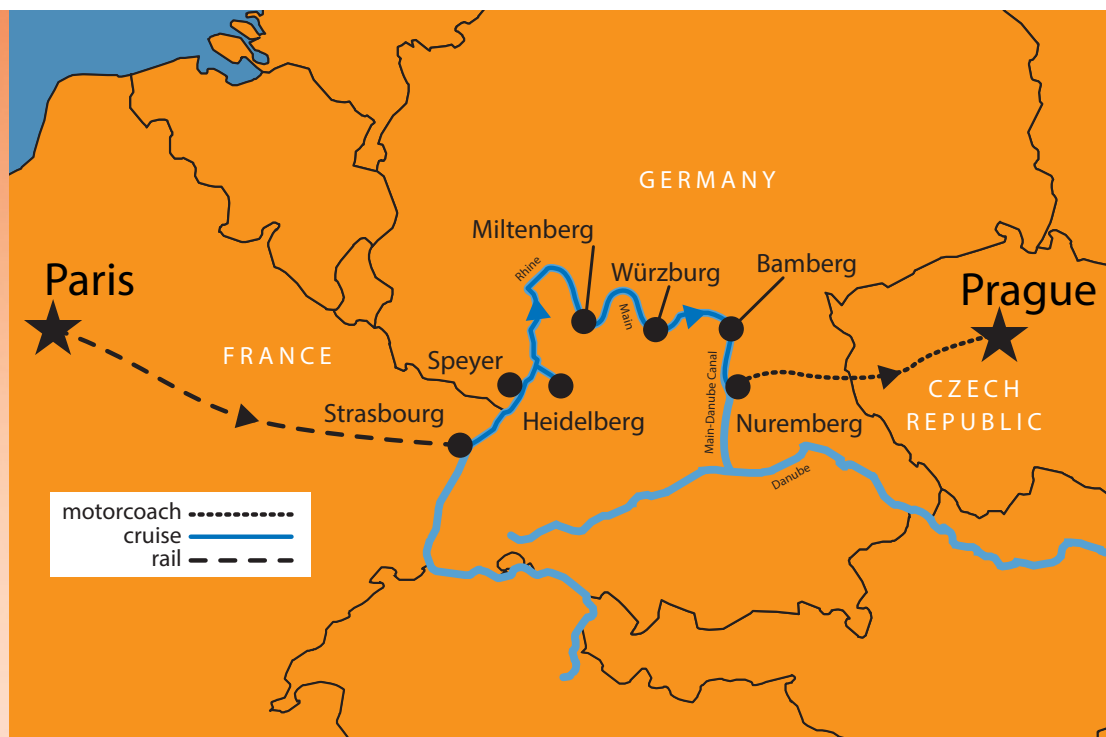 GERMANY
Miltenberg
Würzburg
Bamberg
Rhine
Main
Paris
Prague
FRANCE
Speyer
Strasbourg
Heidelberg
Main-Danube Canal
Nuremberg
CZECH
REPUBLIC
Danube
motorcoach
cruise
rail